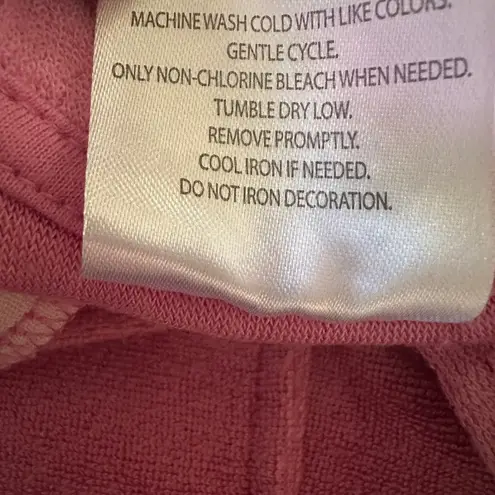 MACHINE WASH COLD WITH LIKE COLORS.
GENTLE CYCLE.
ONLY NON-CHLORINE BLEACH WHEN NEEDED.
TUMBLE DRY LOW.
REMOVE PROMPTLY.
COOL IRON IF NEEDED.
DO NOT IRON DECORATION.